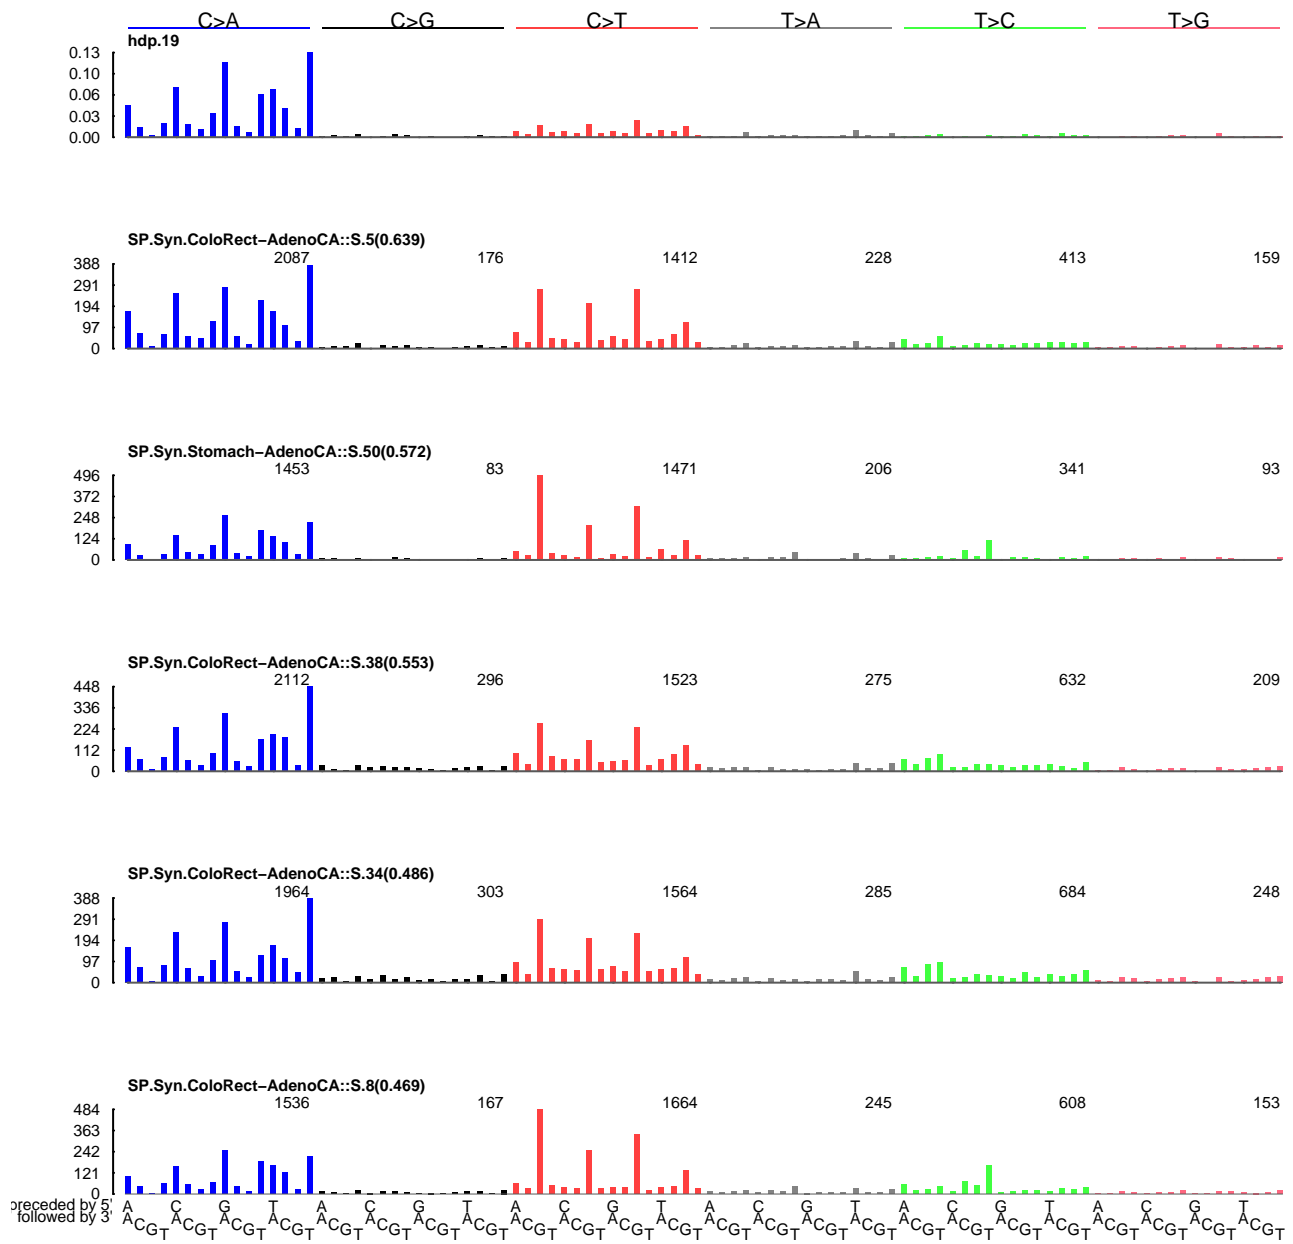 C>A C>G C>T T>A T>C T>G
hdp.19
0.13
0.10
0.06
0.03
0.00
SP.Syn.ColoRect−AdenoCA::S.5(0.639)
2087 176 1412 228 413 159
388
291
194
97
0
SP.Syn.Stomach−AdenoCA::S.50(0.572)
1453 83 1471 206 341 93
496
372
248
124
0
SP.Syn.ColoRect−AdenoCA::S.38(0.553)
2112 296 1523 275 632 209
448
336
224
112
0
SP.Syn.ColoRect−AdenoCA::S.34(0.486)
1964 303 1564 285 684 248
388
291
194
97
0
SP.Syn.ColoRect−AdenoCA::S.8(0.469)
1536 167 1664 245 608 153
484
363
242
121
0
preceded by 5' A C G T A C G T A C G T A C G T A C G T A C G T
followed by 3' A C G T A C G T A C G T A C G T A C G T A C G T A C G T A C G T A C G T A C G T A C G T A C G T A C G T A C G T A C G T A C G T A C G T A C G T A C G T A C G T A C G T A C G T A C G T A C G T